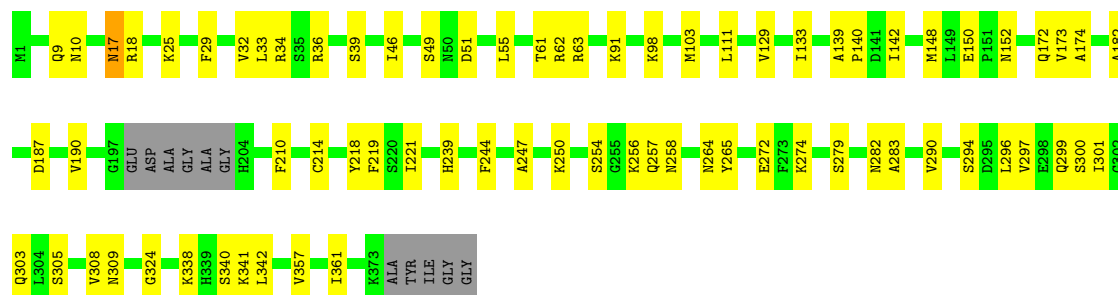 M1 Q9 N10 N17 R18 K25 F29 V32 L33 R34 S35 R36 S39 I46 S49 N50 D51 L55 T61 R62 R63 K91 K98 M103 L111 V129 I133 A139 P140 D141 I142 M148 L149 E150 P151 N152 Q172 V173 A174 A182
D187 V190 G197 GLU ASP ALA GLY ALA GLY H204 F210 C214 Y218 F219 S220 I221 H239 F244 A247 K250 S254 G255 K256 Q257 N258 N264 Y265 E272 F273 K274 S279 N282 A283 V290 S294 D295 L296 V297 E298 Q299 S300 I301 G302
Q303 L304 S305 V308 N309 G324 K338 H339 S340 K341 L342 V357 I361 K373 ALA TYR ILE GLY GLY